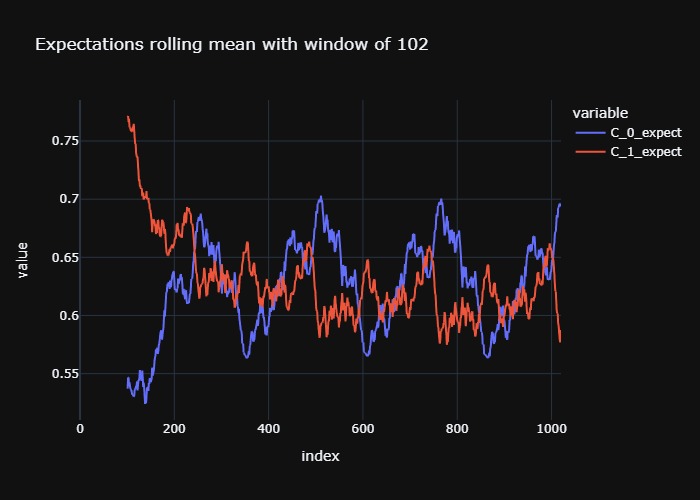 Expectations rolling mean with window of 102
variable
C_0_expect
C_1_expect
value
0.75
0.7
0.65
0.6
0.55
0
200
400
600
800
1000
index